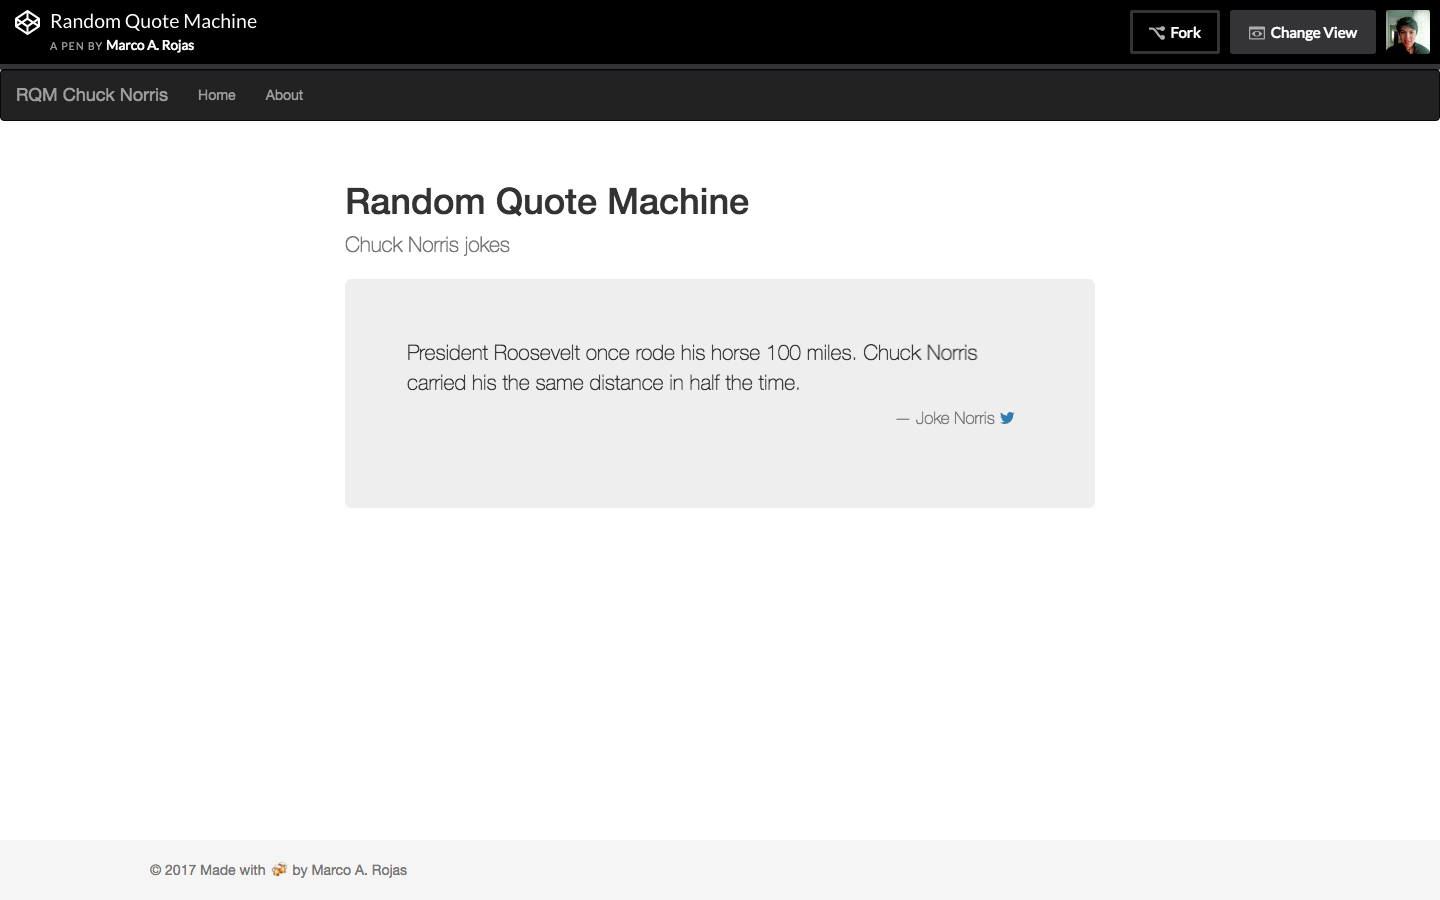 Random Quote Machine
A PEN BY Marco A. Rojas
Fork
Change View
RQM Chuck Norris
Home
About
Random Quote Machine
Chuck Norris jokes
President Roosevelt once rode his horse 100 miles. Chuck Norris
carried his the same distance in half the time.
— Joke Norris
© 2017 Made with 🍻 by Marco A. Rojas